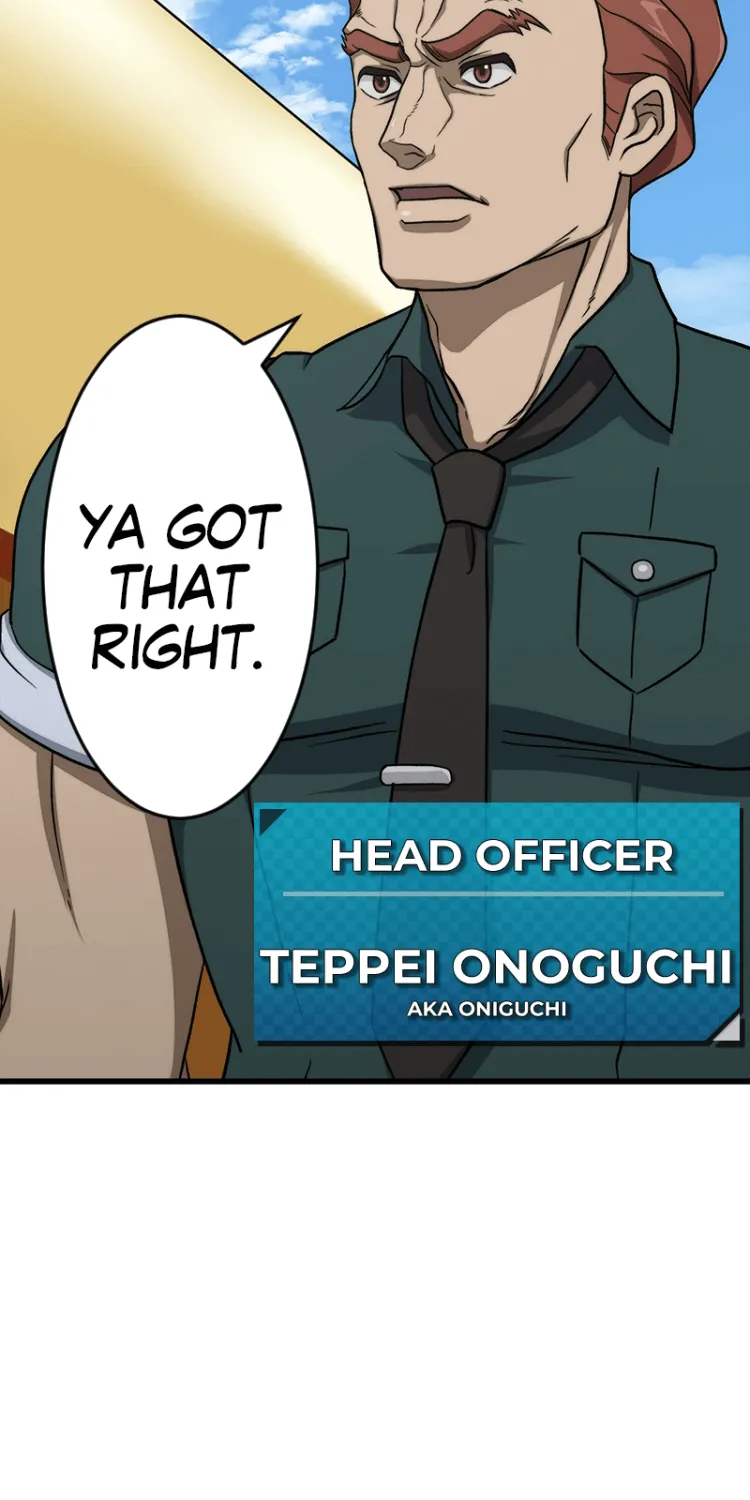 YA GOT
THAT
RIGHT.
HEAD OFFICER
TEPPEI ONOGUCHI
AKA ONIGUCHI